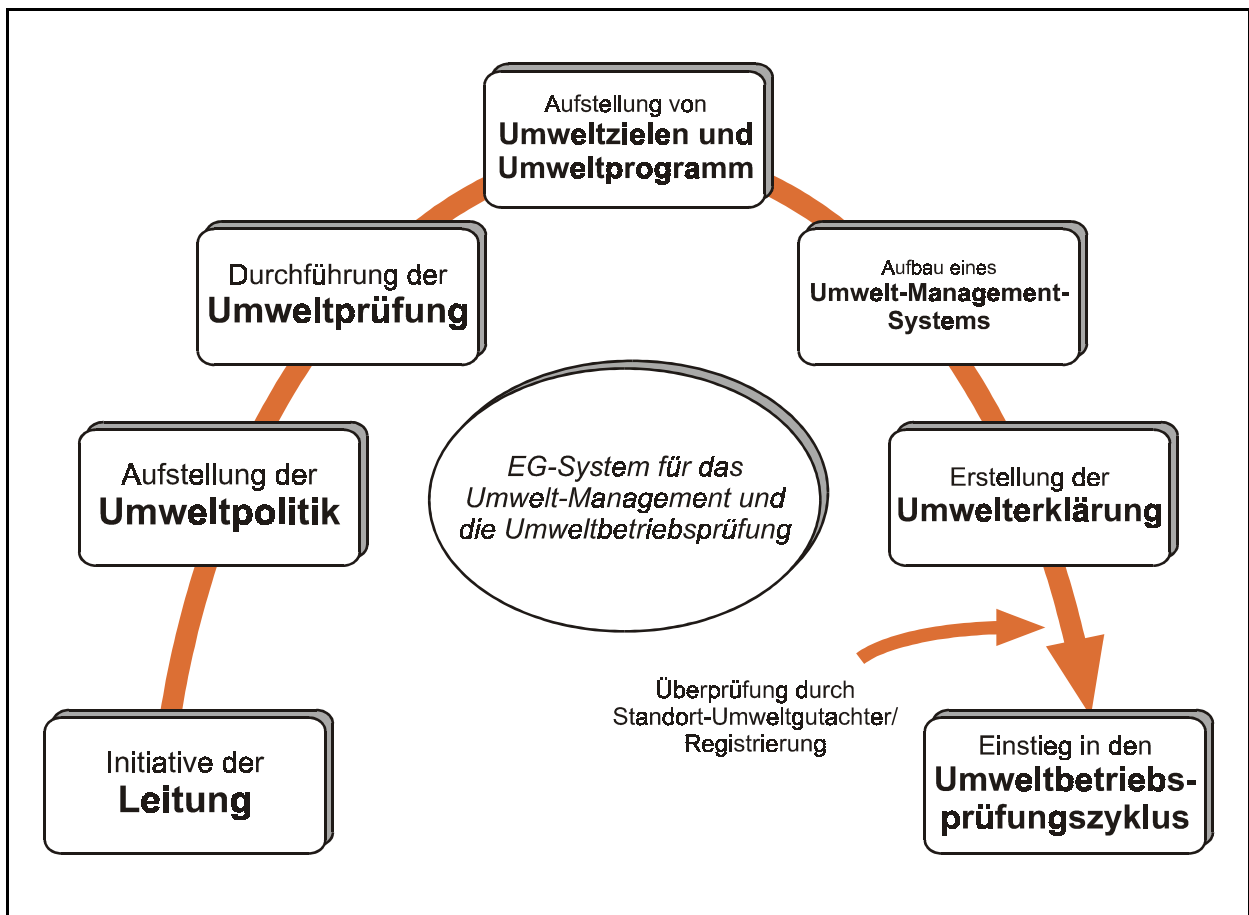 Aufstellung von
Umweltzielen und
Umweltprogramm
Durchführung der
Umweltprüfung
Aufbau eines
Umwelt-Management-
Systems
Aufstellung der
Umweltpolitik
EG-System für das
Umwelt-Management und
die Umweltbetriebsprüfung
Erstellung der
Umwelterklärung
Überprüfung durch
Standort-Umweltgutachter/
Registrierung
Initiative der
Leitung
Einstieg in den
Umweltbetriebs-
prüfungszyklus